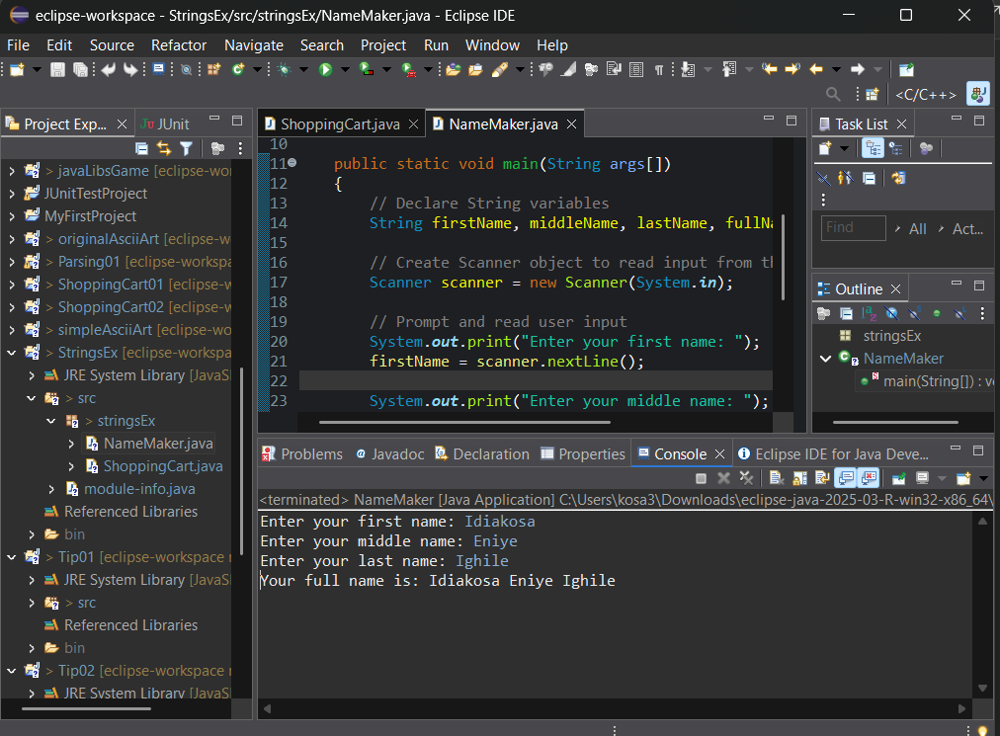 eclipse-workspace - StringsEx/src/stringsEx/NameMaker.java - Eclipse IDE
File Edit Source Refactor Navigate Search Project Run Window Help
<C/C++>
Project Exp...
JUnit
> javaLibsGame [eclipse-wor
JUnitTestProject
MyFirstProject
> originalAsciiArt [eclipse-w
> Parsing01 [eclipse-workspa
> ShoppingCart01 [eclipse-w
> ShoppingCart02 [eclipse-w
> simpleAsciiArt [eclipse-wo
> StringsEx [eclipse-workspa
JRE System Library [JavaS
> src
> stringsEx
NameMaker.java
ShoppingCart.java
module-info.java
Referenced Libraries
bin
> Tip01 [eclipse-workspace
JRE System Library [JavaS
> src
Referenced Libraries
bin
> Tip02 [eclipse-workspace
JRE System Library [JavaS
ShoppingCart.java
NameMaker.java
10
11 public static void main(String args[])
12 {
13 // Declare String variables
14 String firstName, middleName, lastName, fullNa
15
16 // Create Scanner object to read input from th
17 Scanner scanner = new Scanner(System.in);
18
19 // Prompt and read user input
20 System.out.print("Enter your first name: ");
21 firstName = scanner.nextLine();
22
23 System.out.print("Enter your middle name: ");
Task List
Find
All
Act...
Outline
stringsEx
NameMaker
main(String[]) : vo
Problems
Javadoc
Declaration
Properties
Console
Eclipse IDE for Java Deve...
<terminated> NameMaker [Java Application] C:\Users\kosa3\Downloads\eclipse-java-2025-03-R-win32-x86_64\
Enter your first name: Idiakosa
Enter your middle name: Eniye
Enter your last name: Ighile
Your full name is: Idiakosa Eniye Ighile